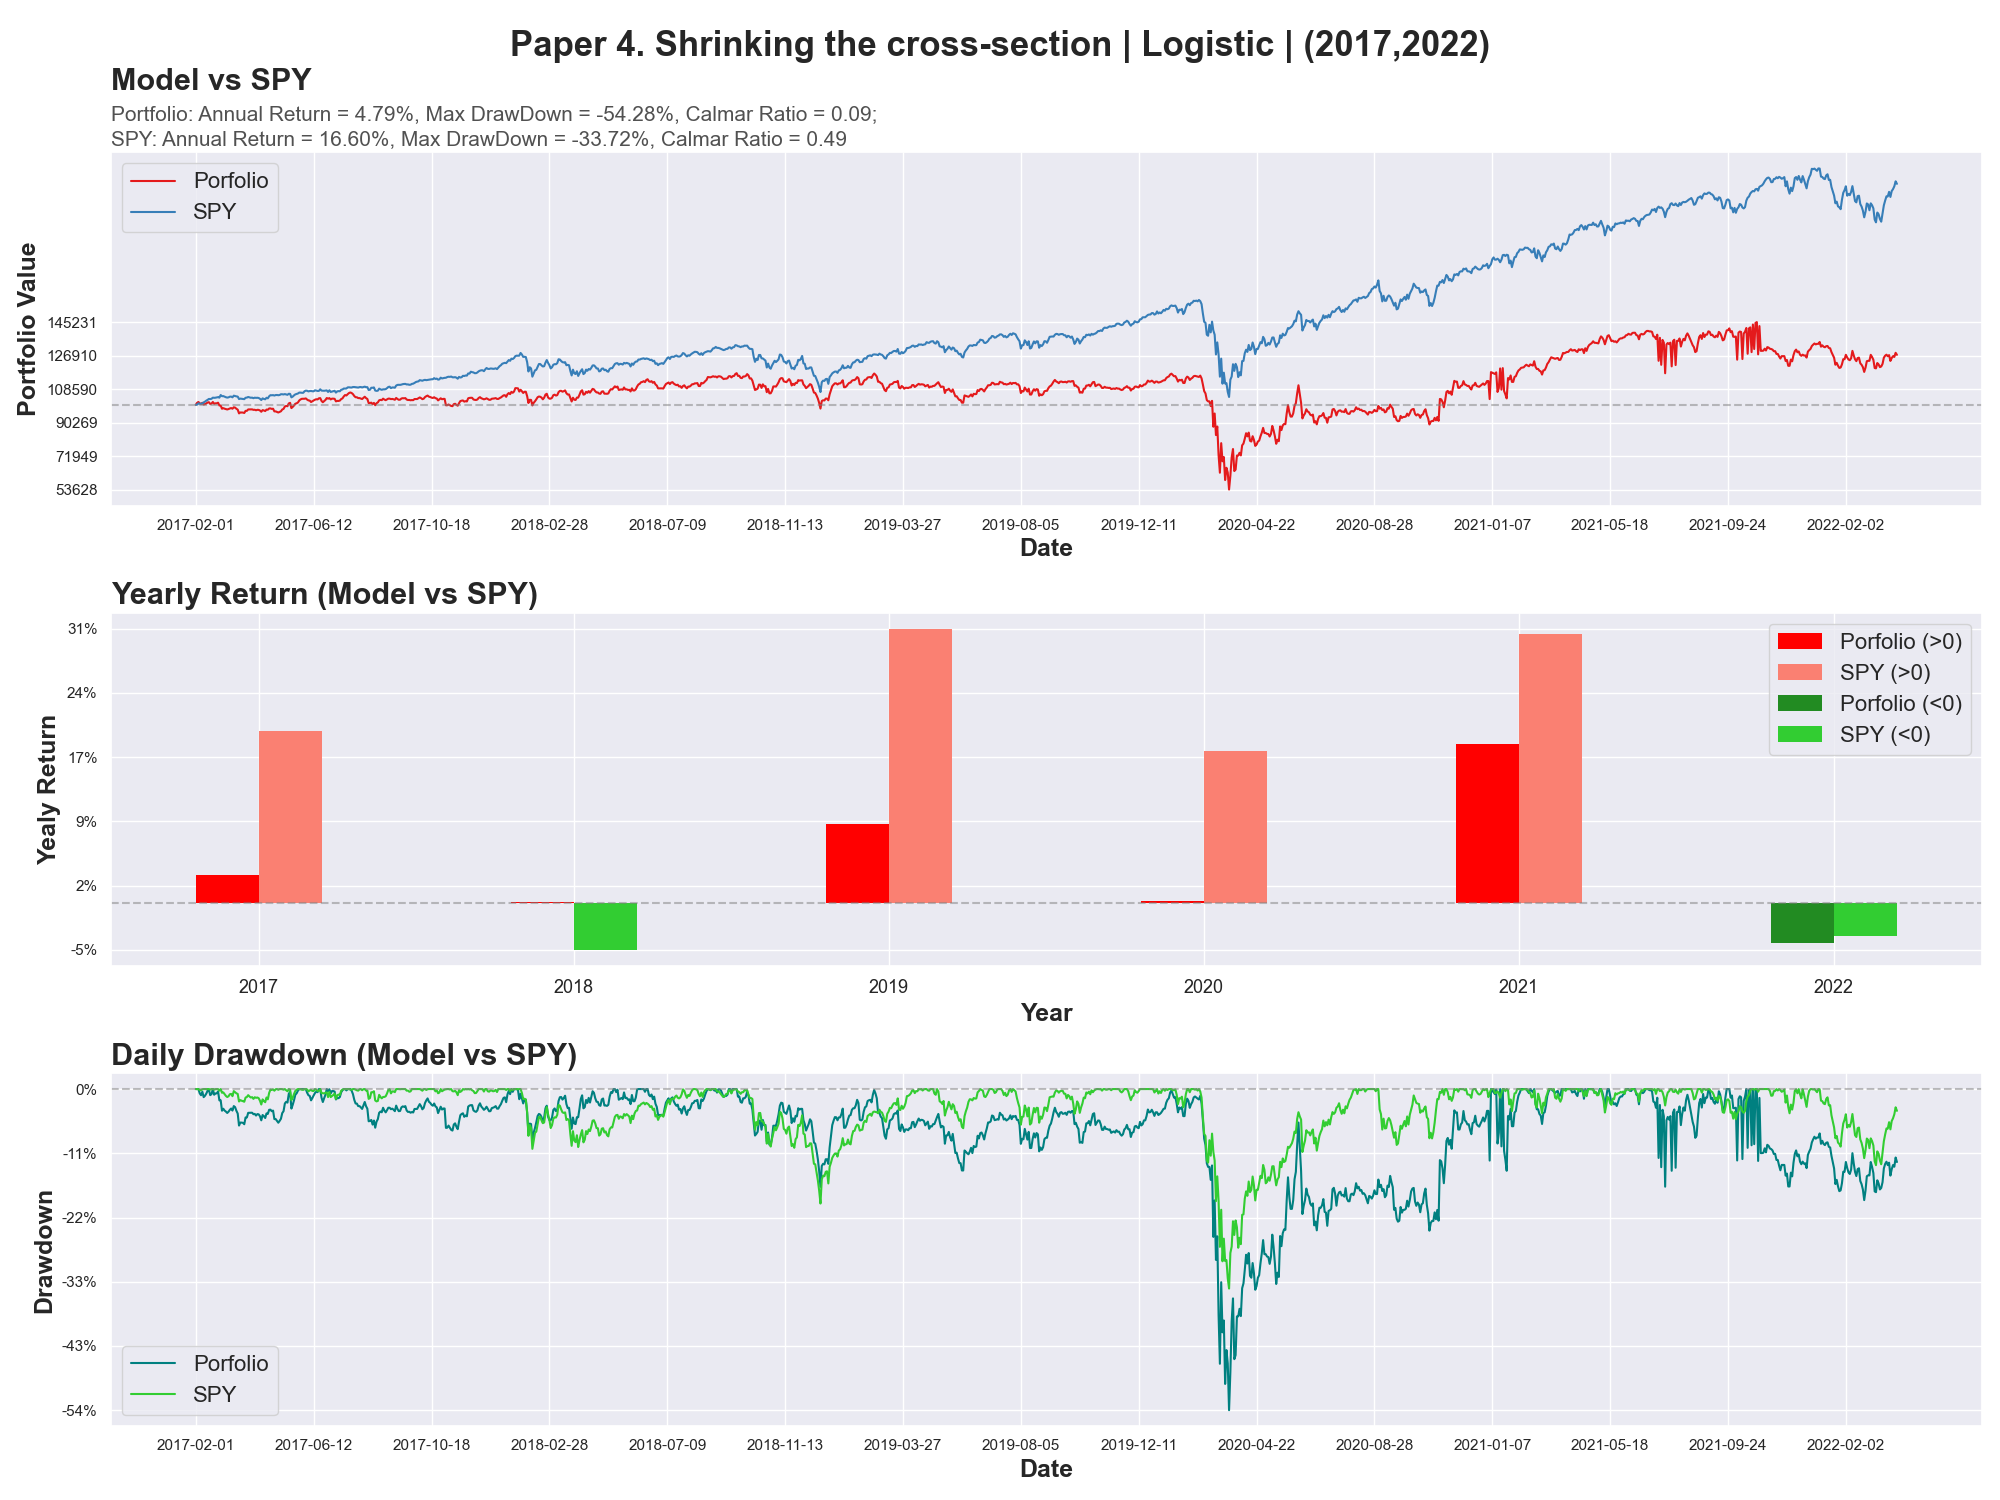 Paper 4. Shrinking the cross-section | Logistic | (2017,2022)
Model vs SPY
Portfolio: Annual Return = 4.79%, Max DrawDown = -54.28%, Calmar Ratio = 0.09;
SPY: Annual Return = 16.60%, Max DrawDown = -33.72%, Calmar Ratio = 0.49
Porfolio
SPY
Portfolio Value
145231
126910
108590
90269
71949
53628
2017-02-01 2017-06-12 2017-10-18 2018-02-28 2018-07-09 2018-11-13 2019-03-27 2019-08-05 2019-12-11 2020-04-22 2020-08-28 2021-01-07 2021-05-18 2021-09-24 2022-02-02
Date
Yearly Return (Model vs SPY)
Porfolio (>0)
SPY (>0)
Porfolio (<0)
SPY (<0)
Yealy Return
31%
24%
17%
9%
2%
-5%
2017 2018 2019 2020 2021 2022
Year
Daily Drawdown (Model vs SPY)
Drawdown
0%
-11%
-22%
-33%
-43%
-54%
Porfolio
SPY
2017-02-01 2017-06-12 2017-10-18 2018-02-28 2018-07-09 2018-11-13 2019-03-27 2019-08-05 2019-12-11 2020-04-22 2020-08-28 2021-01-07 2021-05-18 2021-09-24 2022-02-02
Date